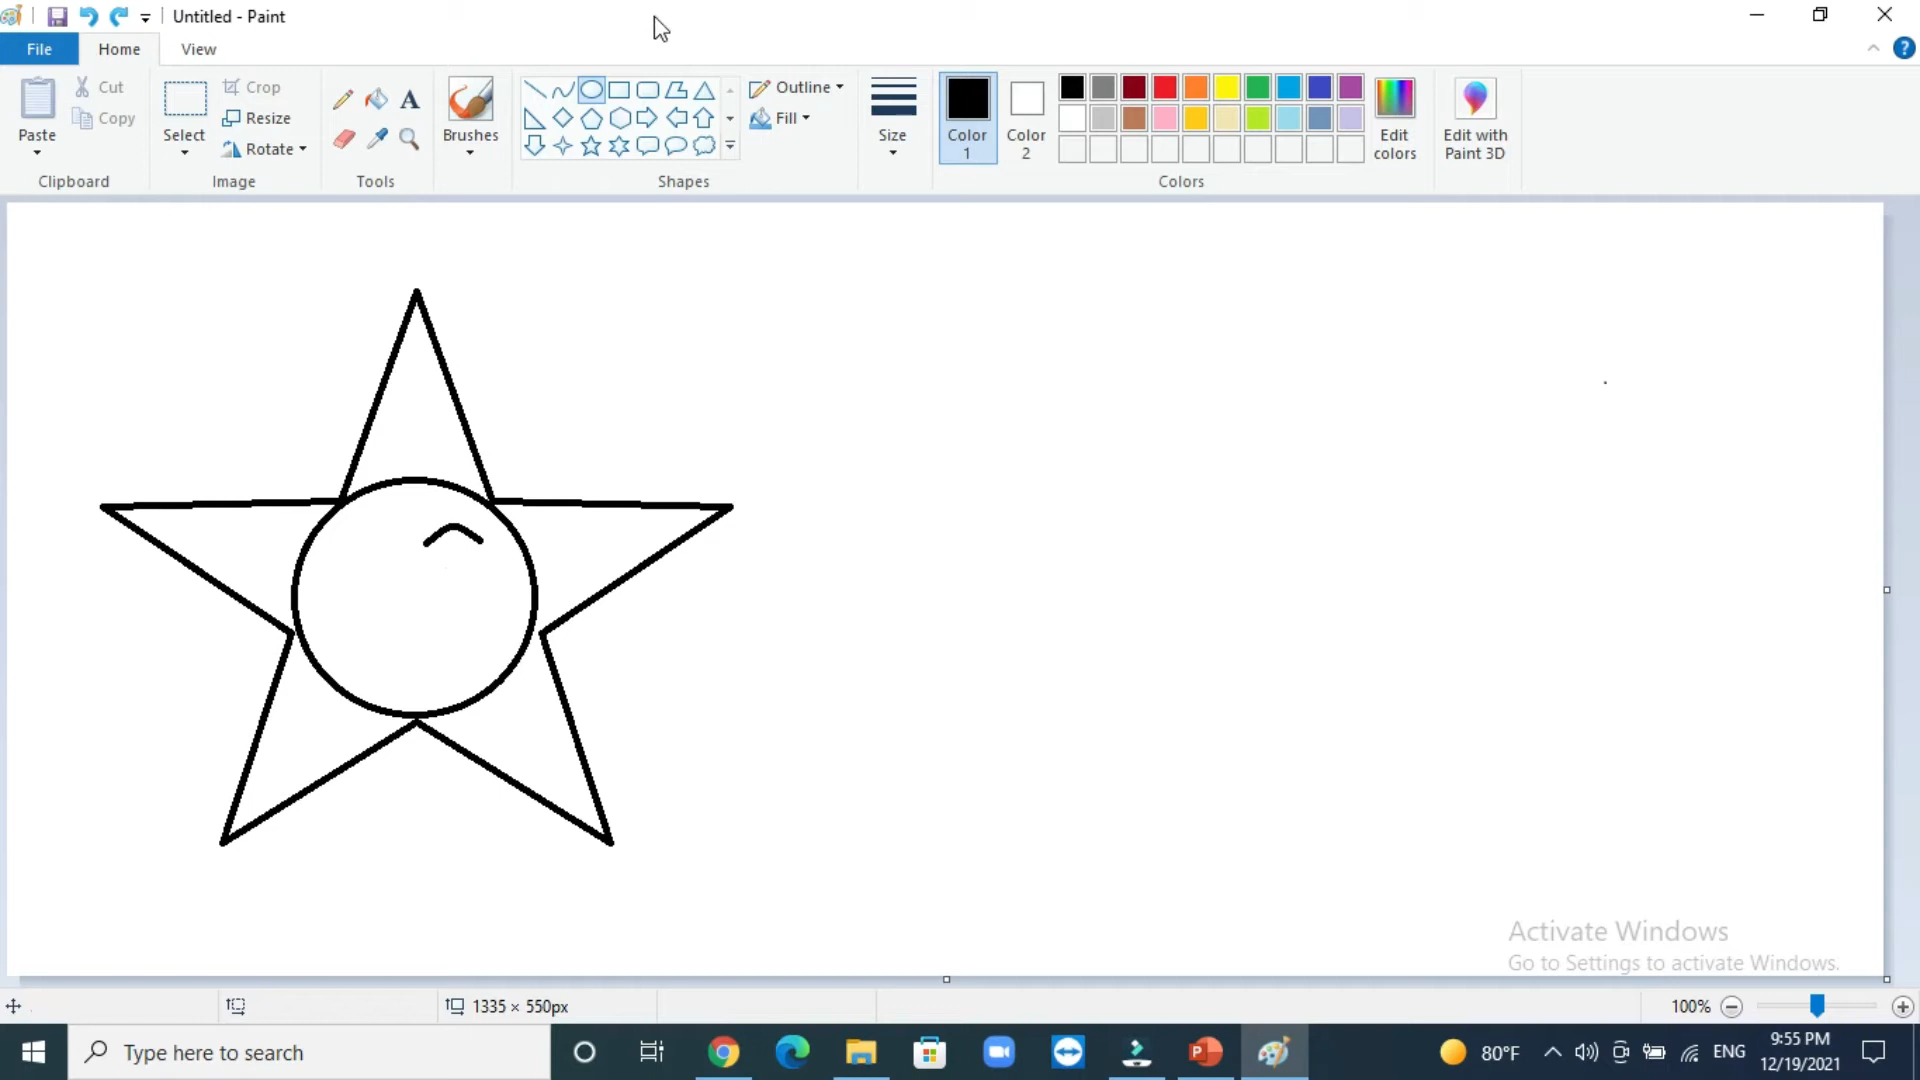 Untitled - Paint
File Home View
Paste
Cut
Copy
Clipboard
Select
Crop
Resize
Rotate
Image
Tools
Brushes
Shapes
Outline
Fill
Size
Color 1
Color 2
Edit colors
Colors
Edit with Paint 3D
Activate Windows
Go to Settings to activate Windows.
1335 × 550px
100%
Type here to search
80°F
ENG
9:55 PM
12/19/2021